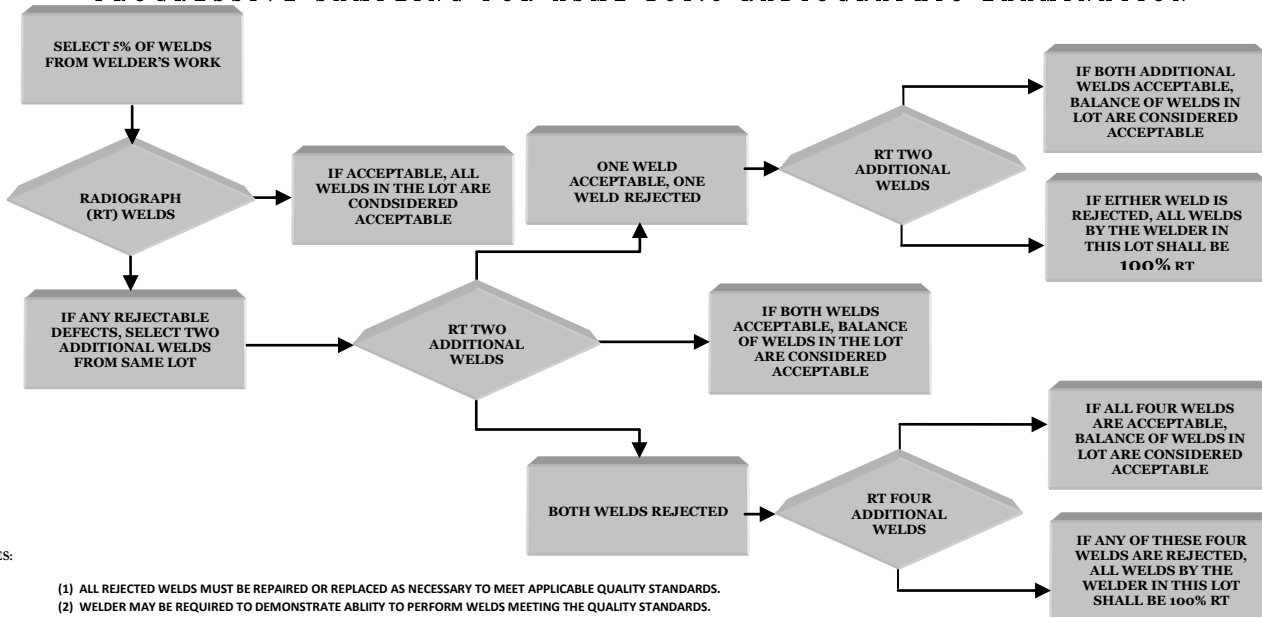 PROGRESSIVE SAMPLING FOR ASME RADIOGRAPHIC EXAMINATION
SELECT 5% OF WELDS
FROM WELDER'S WORK
RADIOGRAPH
(RT) WELDS
IF ACCEPTABLE, ALL
WELDS IN THE LOT ARE
CONDSIDERED
ACCEPTABLE
IF ANY REJECTABLE
DEFECTS, SELECT TWO
ADDITIONAL WELDS
FROM SAME LOT
RT TWO
ADDITIONAL
WELDS
ONE WELD
ACCEPTABLE, ONE
WELD REJECTED
RT TWO
ADDITIONAL
WELDS
IF BOTH ADDITIONAL
WELDS ACCEPTABLE,
BALANCE OF WELDS IN
LOT ARE CONSIDERED
ACCEPTABLE
IF EITHER WELD IS
REJECTED, ALL WELDS
BY THE WELDER IN
THIS LOT SHALL BE
100% RT
IF BOTH WELDS
ACCEPTABLE, BALANCE
OF WELDS IN THE LOT
ARE CONSIDERED
ACCEPTABLE
BOTH WELDS REJECTED
RT FOUR
ADDITIONAL
WELDS
IF ALL FOUR WELDS
ARE ACCEPTABLE,
BALANCE OF WELDS IN
LOT ARE CONSIDERED
ACCEPTABLE
IF ANY OF THESE FOUR
WELDS ARE REJECTED,
ALL WELDS BY THE
WELDER IN THIS LOT
SHALL BE 100% RT
ES:
(1) ALL REJECTED WELDS MUST BE REPAIRED OR REPLACED AS NECESSARY TO MEET APPLICABLE QUALITY STANDARDS.
(2) WELDER MAY BE REQUIRED TO DEMONSTRATE ABLIITY TO PERFORM WELDS MEETING THE QUALITY STANDARDS.